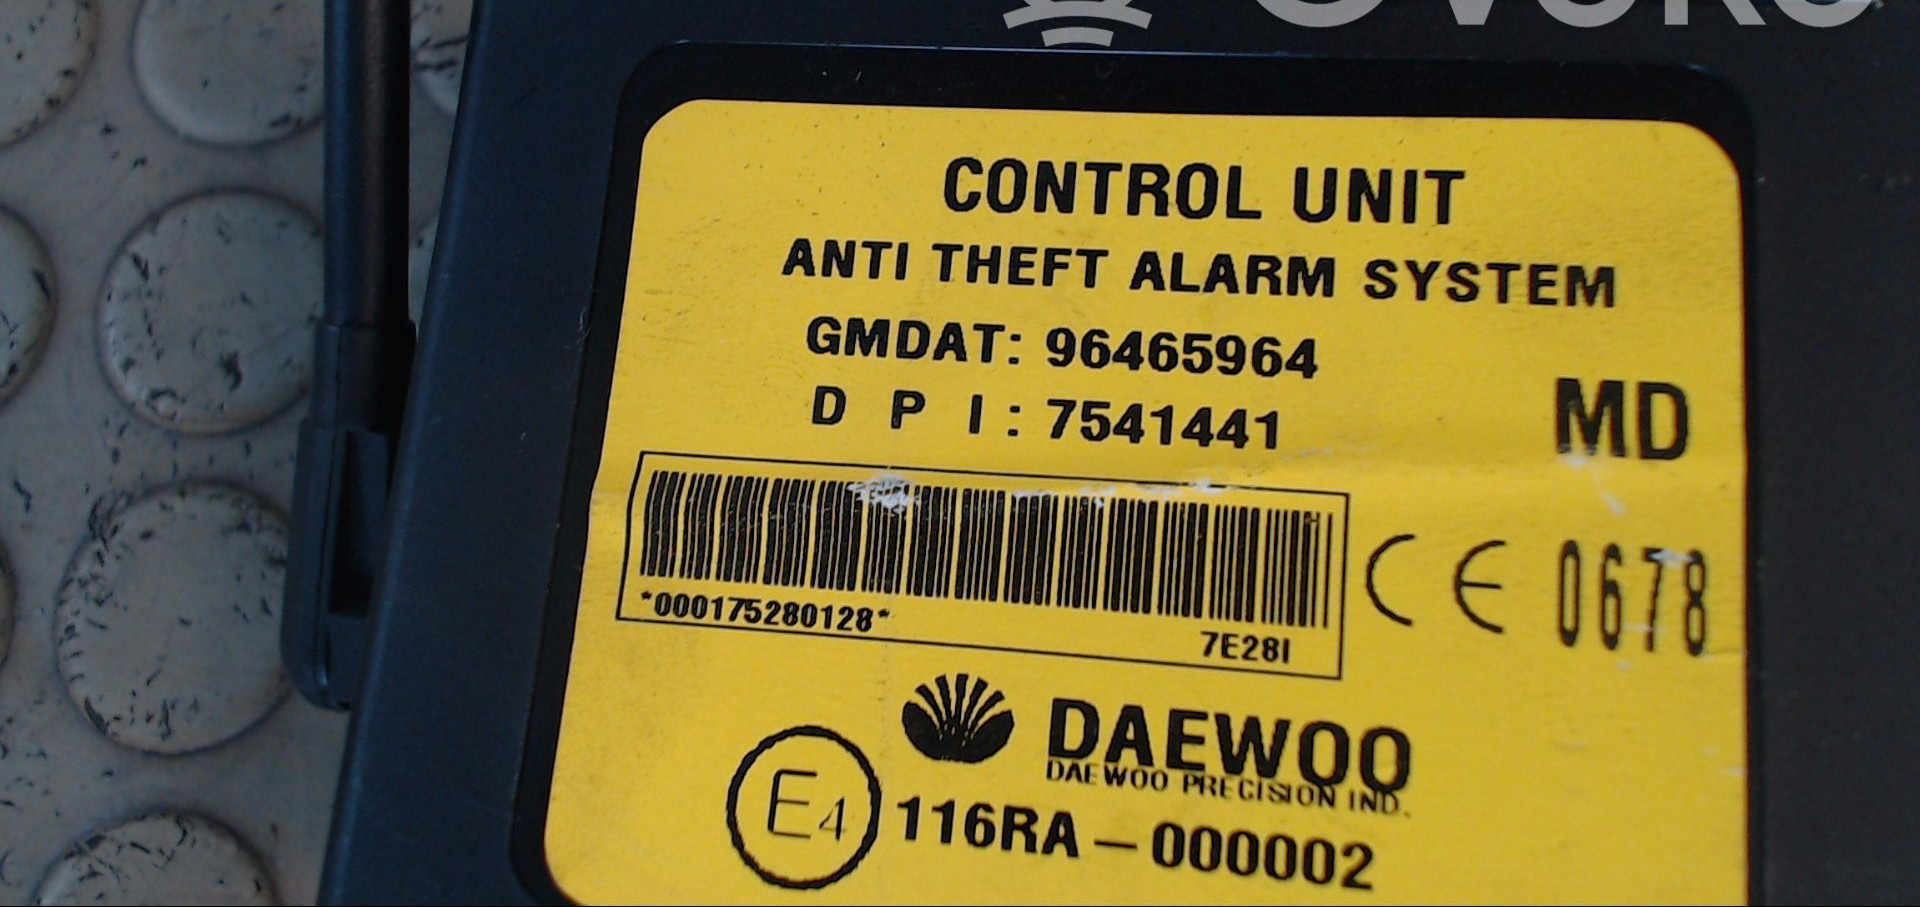 CONTROL UNIT
ANTI THEFT ALARM SYSTEM
GMDAT: 96465964
D P I: 7541441
MD
*000175280128*
7E28I
CE 0678
DAEWOO
DAEWOO PRECISION IND.
E4 116RA-000002